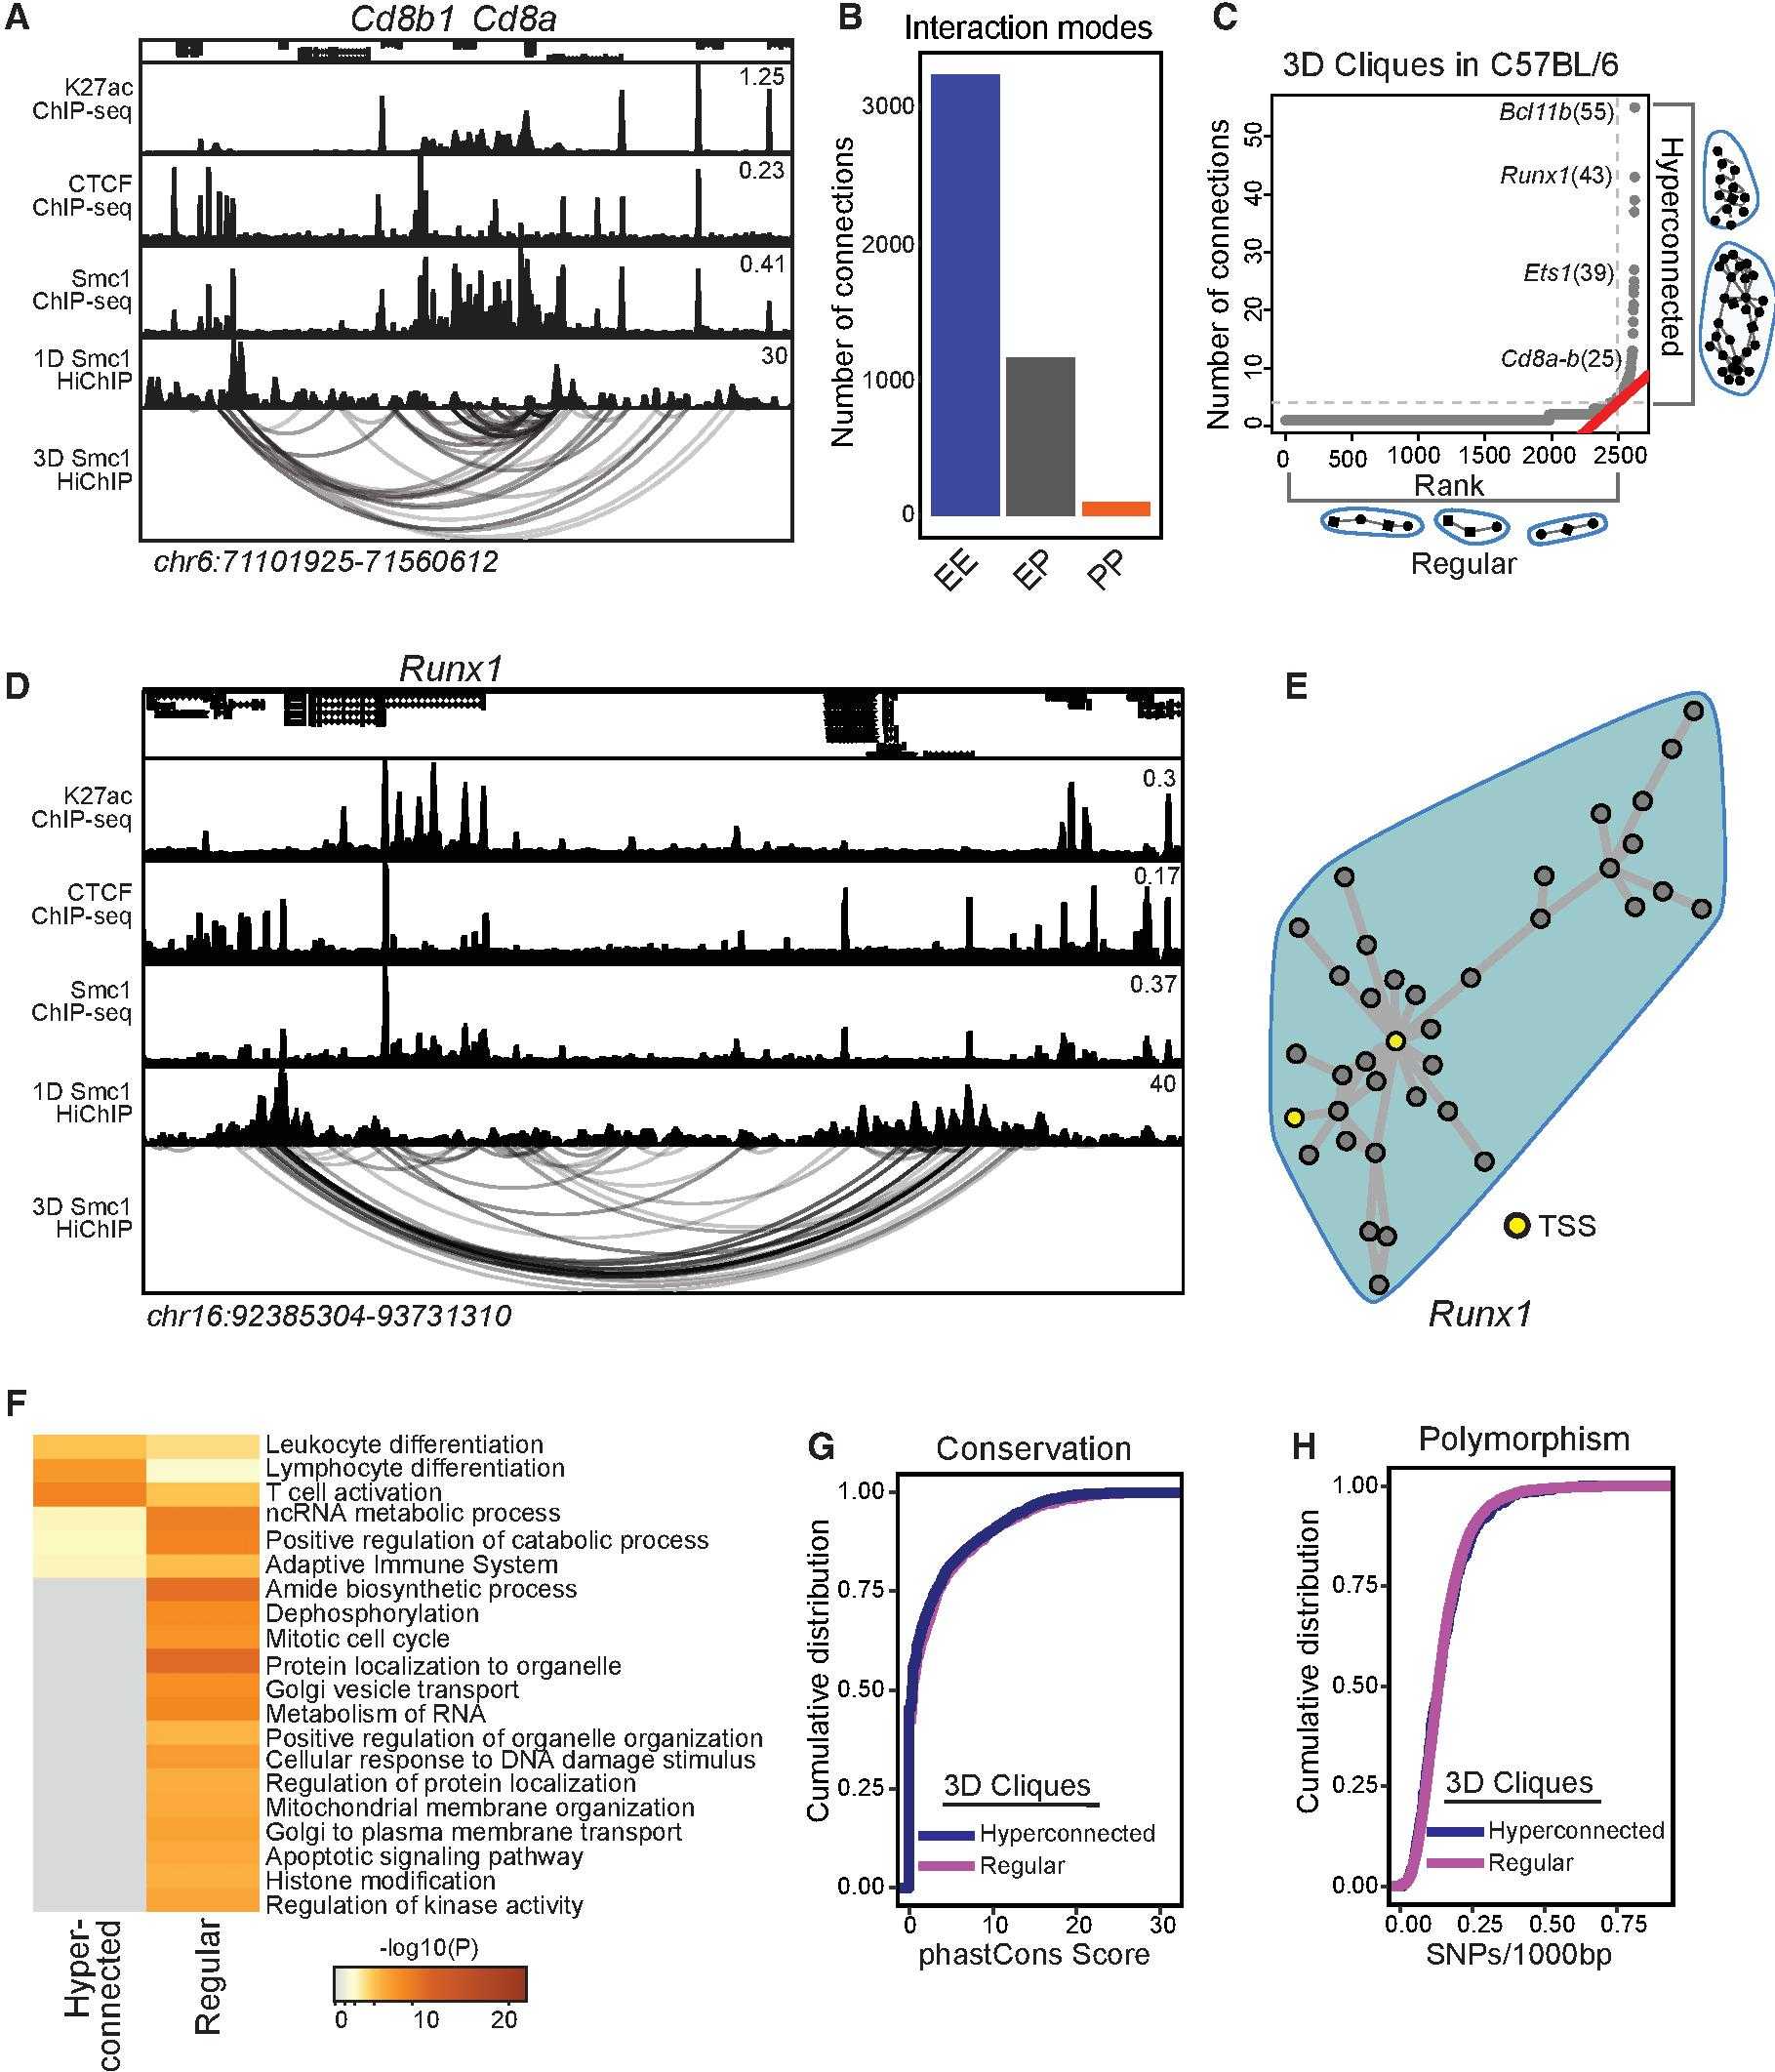 A
Cd8b1 Cd8a
K27ac
ChIP-seq
1.25
CTCF
ChIP-seq
0.23
Smc1
ChIP-seq
0.41
1D Smc1
HiChIP
30
3D Smc1
HiChIP
chr6:71101925-71560612
B
Interaction modes
Number of connections
3000
2000
1000
0
EE
EP
PP
C
3D Cliques in C57BL/6
Number of connections
50
40
30
20
10
0
Bcl11b(55)
Runx1(43)
Ets1(39)
Cd8a-b(25)
Hyperconnected
0
500
1000
1500
2000
2500
Rank
Regular
D
Runx1
K27ac
ChIP-seq
0.3
CTCF
ChIP-seq
0.17
Smc1
ChIP-seq
0.37
1D Smc1
HiChIP
40
3D Smc1
HiChIP
chr16:92385304-93731310
E
TSS
Runx1
F
Leukocyte differentiation
Lymphocyte differentiation
T cell activation
ncRNA metabolic process
Positive regulation of catabolic process
Adaptive Immune System
Amide biosynthetic process
Dephosphorylation
Mitotic cell cycle
Protein localization to organelle
Golgi vesicle transport
Metabolism of RNA
Positive regulation of organelle organization
Cellular response to DNA damage stimulus
Regulation of protein localization
Mitochondrial membrane organization
Golgi to plasma membrane transport
Apoptotic signaling pathway
Histone modification
Regulation of kinase activity
Hyper-
connected
Regular
-log10(P)
0
10
20
G
Conservation
Cumulative distribution
1.00
0.75
0.50
0.25
0.00
3D Cliques
Hyperconnected
Regular
0
10
20
30
phastCons Score
H
Polymorphism
Cumulative distribution
1.00
0.75
0.50
0.25
0.00
3D Cliques
Hyperconnected
Regular
0.00
0.25
0.50
0.75
SNPs/1000bp